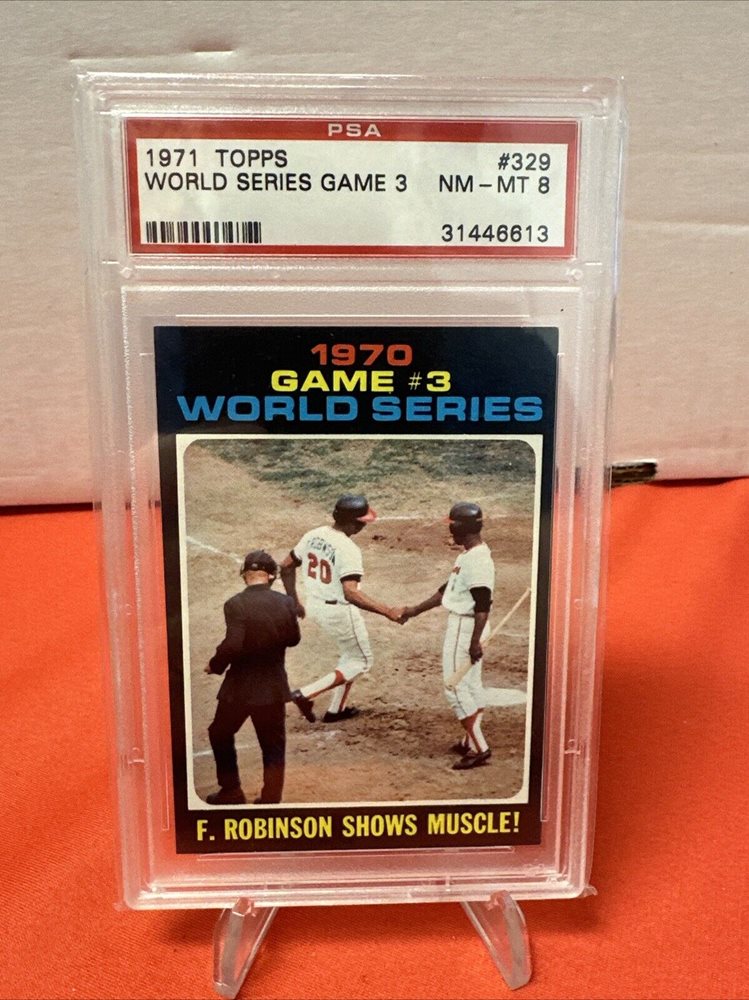 PSA
1971 TOPPS #329
WORLD SERIES GAME 3 NM - MT 8
31446613
1970
GAME #3
WORLD SERIES
ROBINSON
20
F. ROBINSON SHOWS MUSCLE!